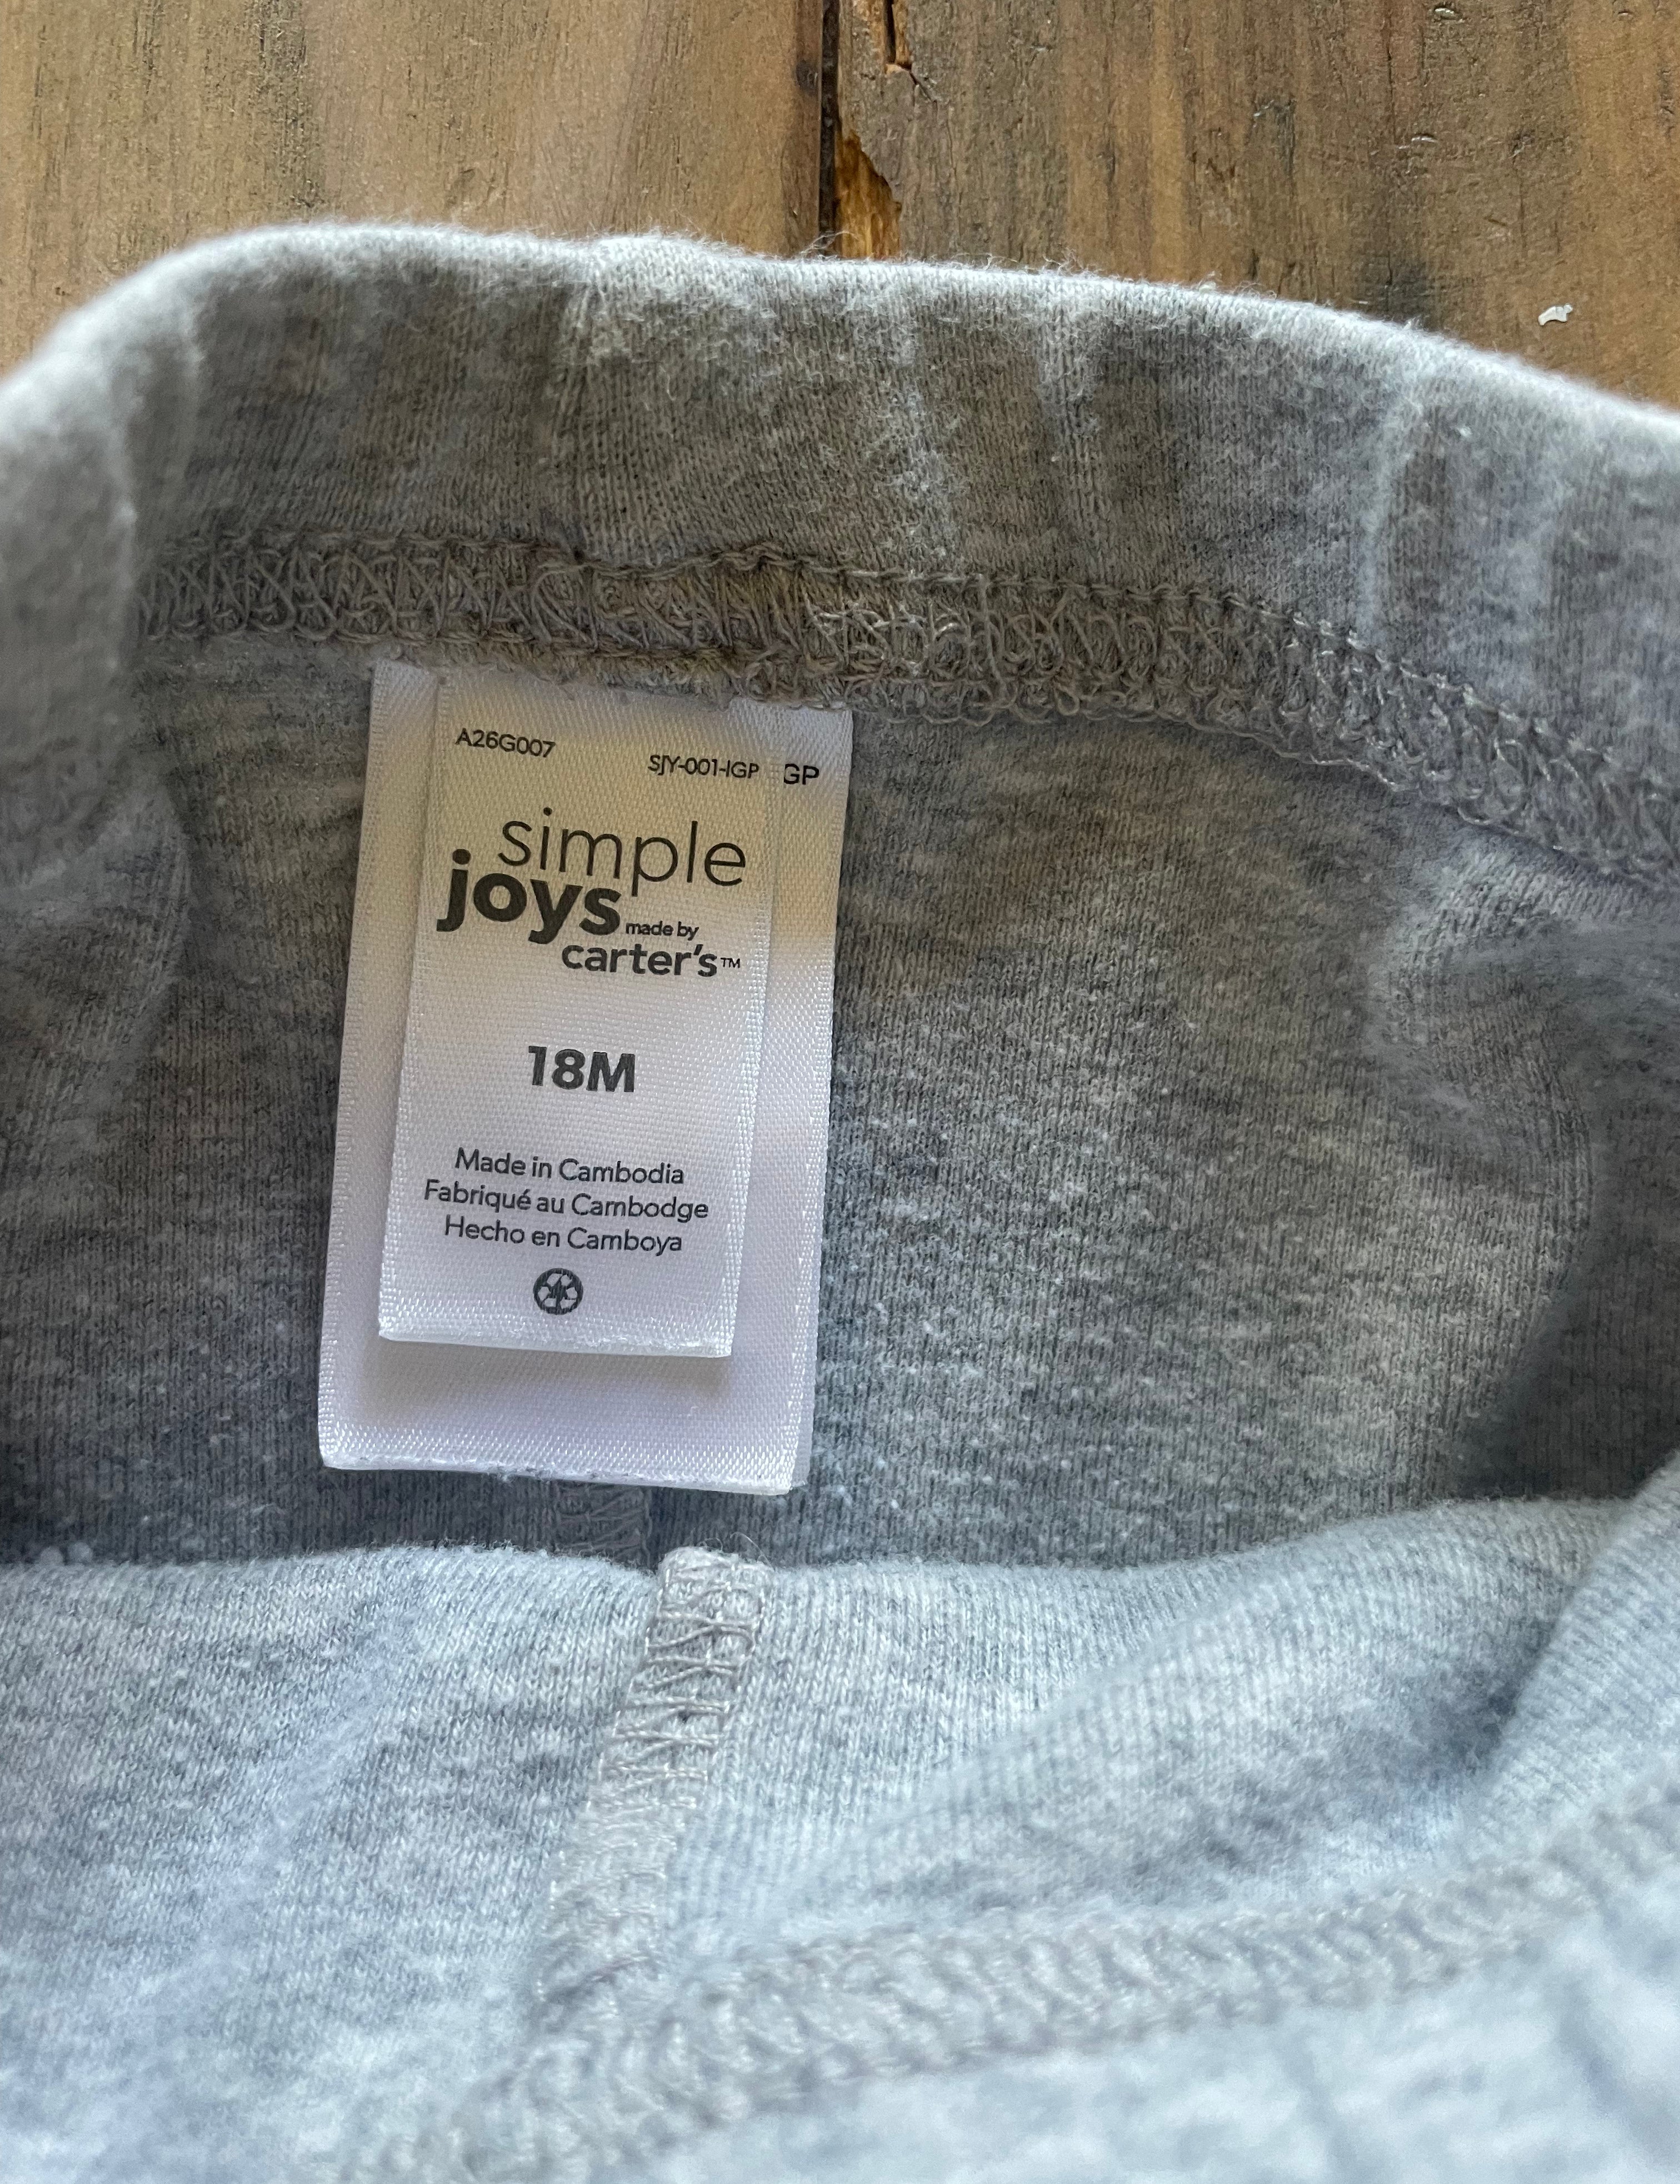 A26G007 SJY-001-IGP GP
simple
joys made by
carter's™
18M
Made in Cambodia
Fabriqué au Cambodge
Hecho en Camboya